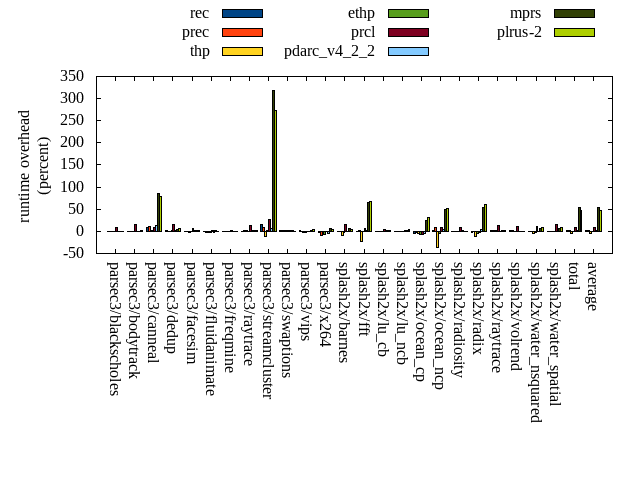 rec ethp mprs
prec prcl plrus-2
thp pdarc_v4_2_2
runtime overhead
(percent)
350
300
250
200
150
100
50
0
-50
parsec3/blackscholes
parsec3/bodytrack
parsec3/canneal
parsec3/dedup
parsec3/facesim
parsec3/fluidanimate
parsec3/freqmine
parsec3/raytrace
parsec3/streamcluster
parsec3/swaptions
parsec3/vips
parsec3/x264
splash2x/barnes
splash2x/fft
splash2x/lu_cb
splash2x/lu_ncb
splash2x/ocean_cp
splash2x/ocean_ncp
splash2x/radiosity
splash2x/radix
splash2x/raytrace
splash2x/volrend
splash2x/water_nsquared
splash2x/water_spatial
total
average